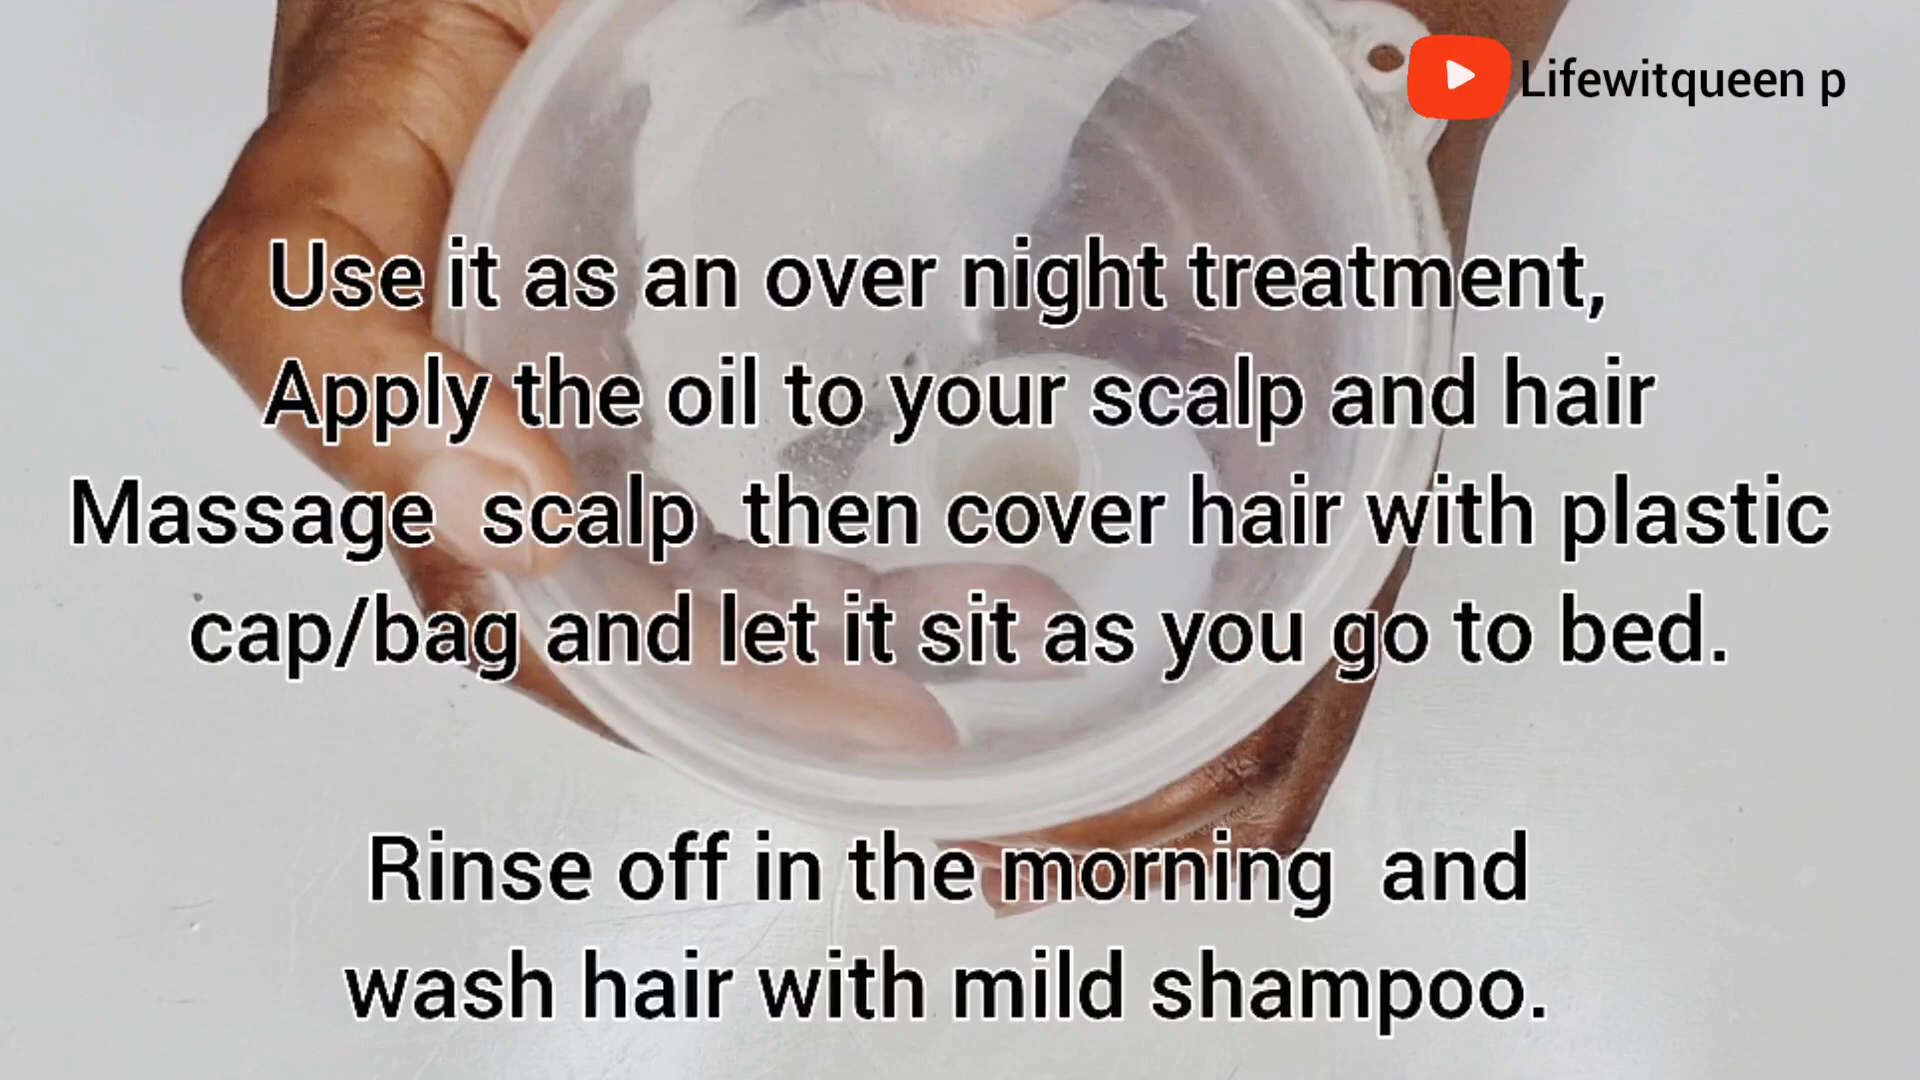 Lifewitqueen p
Use it as an over night treatment,
Apply the oil to your scalp and hair
Massage scalp then cover hair with plastic
cap/bag and let it sit as you go to bed.
Rinse off in the morning and
wash hair with mild shampoo.